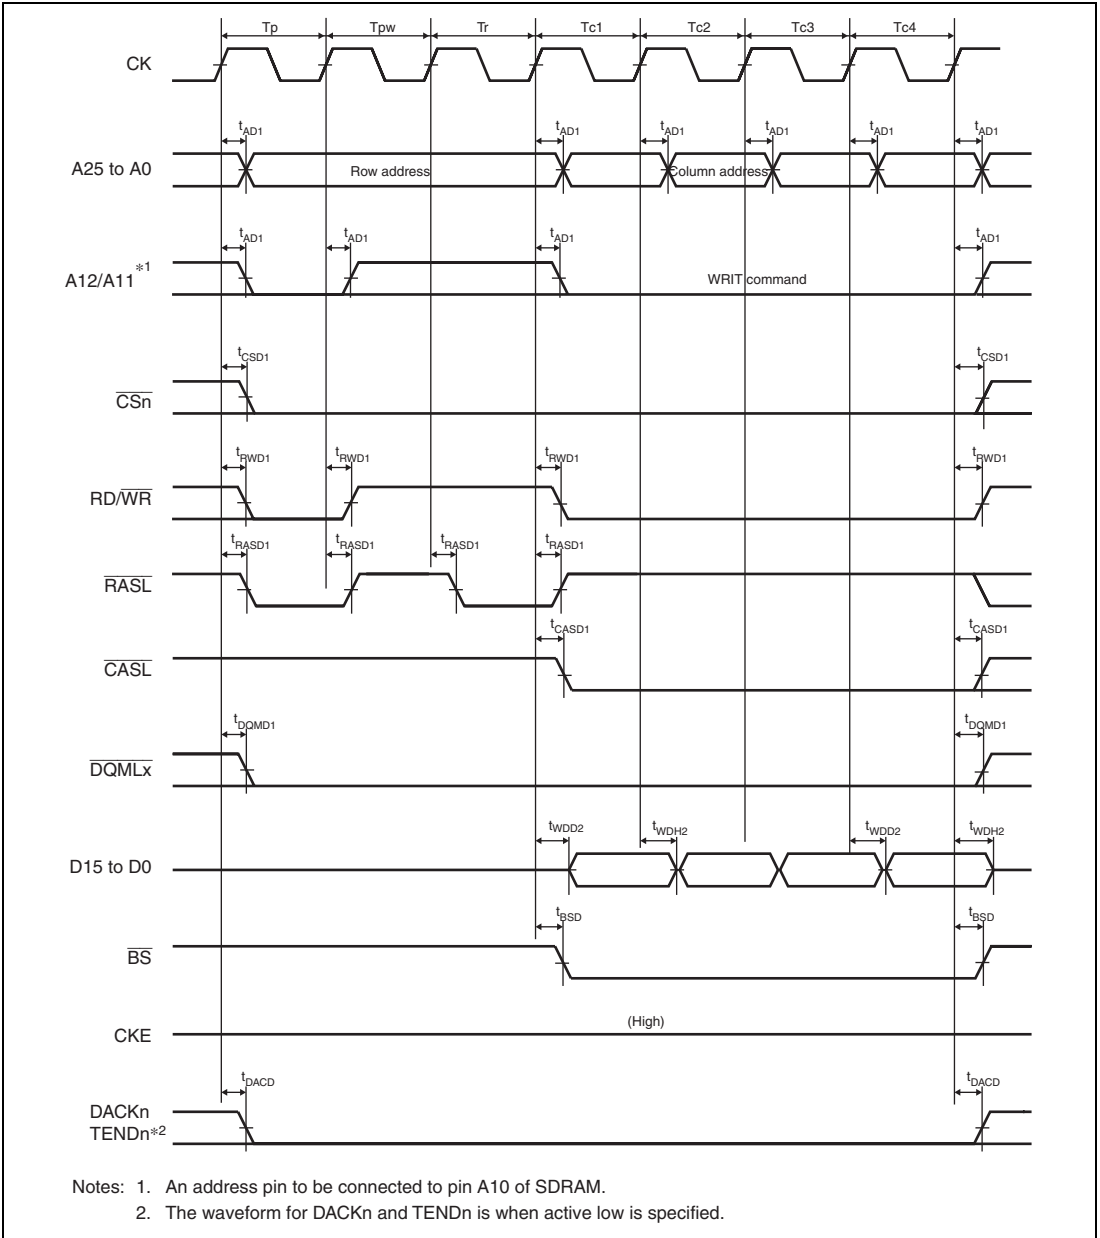 Tp Tpw Tr Tc1 Tc2 Tc3 Tc4
CK
tAD1 tAD1 tAD1 tAD1 tAD1 tAD1
A25 to A0
Row address
Column address
tAD1 tAD1 tAD1 tAD1
A12/A11*1
WRIT command
tCSD1 tCSD1
CSn
tRWD1 tRWD1 tRWD1 tRWD1
RD/WR
tRASD1 tRASD1 tRASD1 tRASD1
RASL
tCASD1 tCASD1
CASL
tDQMD1 tDQMD1
DQMLx
tWDD2 tWDH2 tWDD2 tWDH2
D15 to D0
tBSD tBSD
BS
(High)
CKE
tDACD tDACD
DACKn
TENDn*2
Notes: 1. An address pin to be connected to pin A10 of SDRAM.
2. The waveform for DACKn and TENDn is when active low is specified.